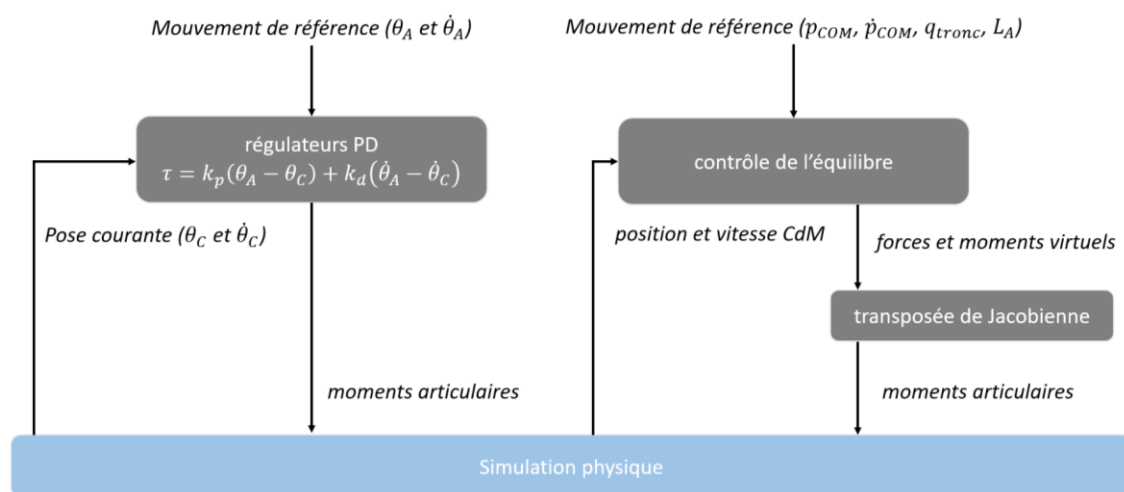 Mouvement de référence (θ_A et θ̇_A)
régulateurs PD
τ = k_p(θ_A − θ_C) + k_d(θ̇_A − θ̇_C)
Pose courante (θ_C et θ̇_C)
moments articulaires
Mouvement de référence (p_COM, ṗ_COM, q_tronc, L_A)
contrôle de l'équilibre
position et vitesse CdM
forces et moments virtuels
transposée de Jacobienne
moments articulaires
Simulation physique